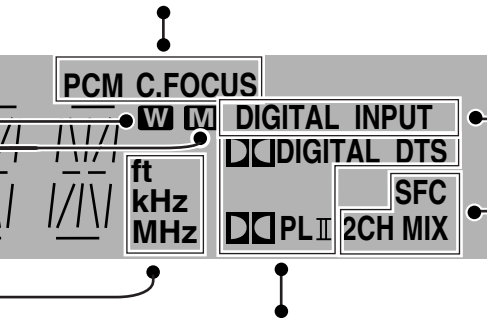 PCM C.FOCUS
W M DIGITAL INPUT
DIGITAL DTS
ft
kHz SFC
MHz PLII 2CH MIX